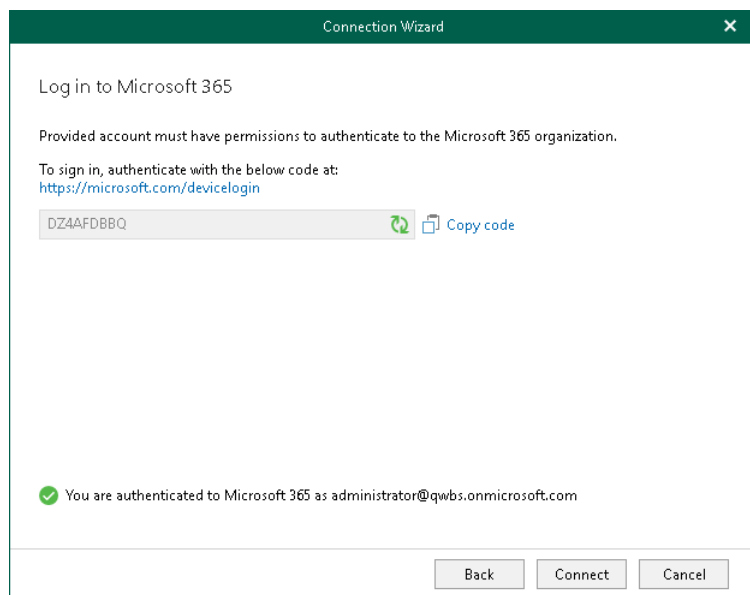 Connection Wizard
Log in to Microsoft 365
Provided account must have permissions to authenticate to the Microsoft 365 organization.
To sign in, authenticate with the below code at:
https://microsoft.com/devicelogin
DZ4AFDBBQ
Copy code
You are authenticated to Microsoft 365 as administrator@qwbs.onmicrosoft.com
Back
Connect
Cancel